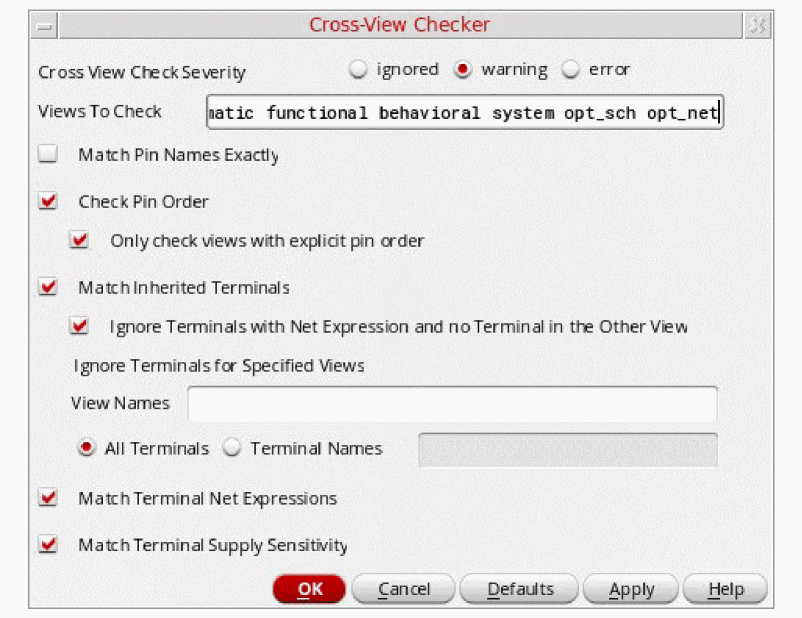 Cross-View Checker
Cross View Check Severity ignored warning error
Views To Check matic functional behavioral system opt_sch opt_net
Match Pin Names Exactly
Check Pin Order
Only check views with explicit pin order
Match Inherited Terminals
Ignore Terminals with Net Expression and no Terminal in the Other View
Ignore Terminals for Specified Views
View Names
All Terminals Terminal Names
Match Terminal Net Expressions
Match Terminal Supply Sensitivity
OK Cancel Defaults Apply Help